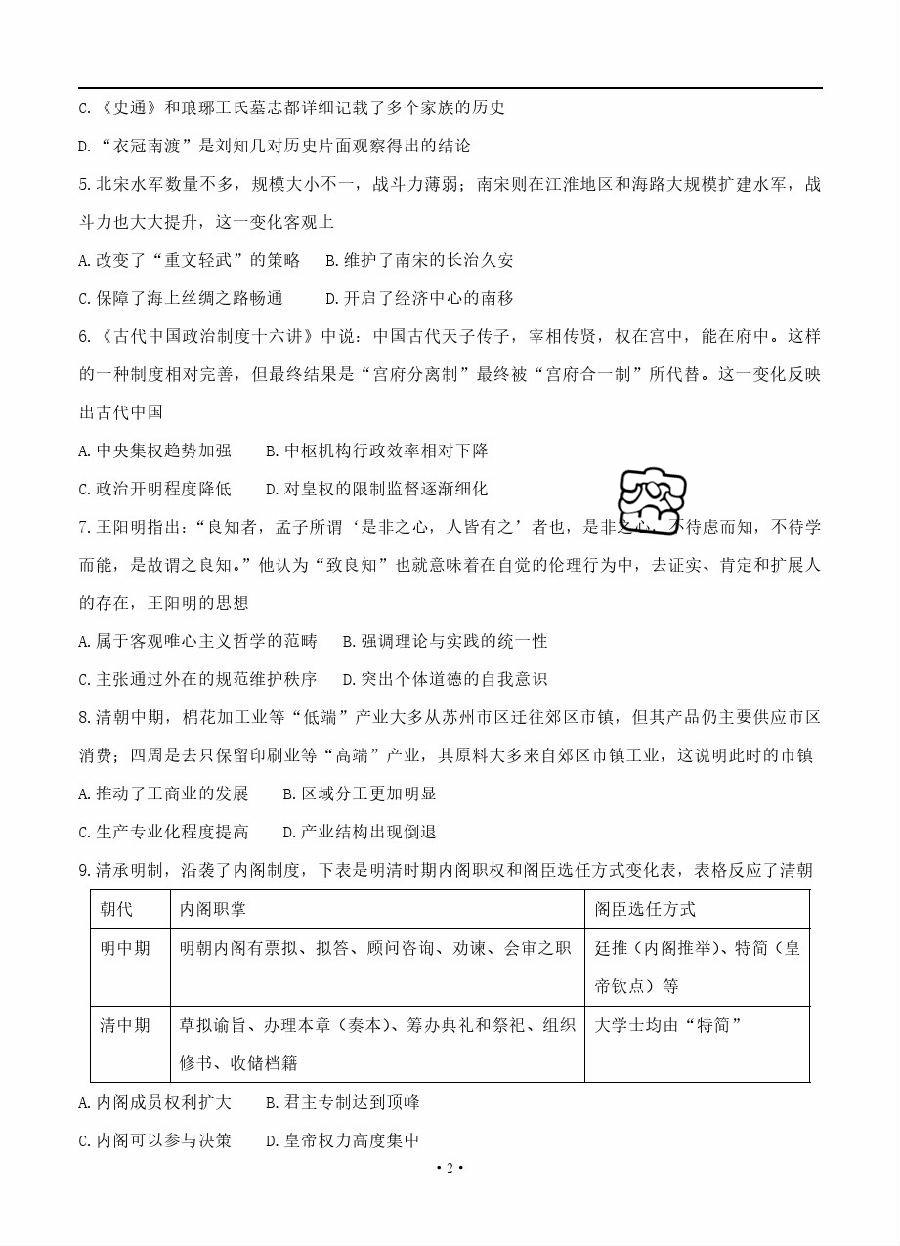 C.《史通》和琅琊王氏墓志都详细记载了多个家族的历史
D.“衣冠南渡”是刘知几对历史片面观察得出的结论
5.北宋水军数量不多，规模大小不一，战斗力薄弱；南宋则在江淮地区和海路大规模扩建水军，战
斗力也大大提升，这一变化客观上
A.改变了“重文轻武”的策略 B.维护了南宋的长治久安
C.保障了海上丝绸之路畅通 D.开启了经济中心的南移
6.《古代中国政治制度十六讲》中说：中国古代天子传子，宰相传贤，权在宫中，能在府中。这样
的一种制度相对完善，但最终结果是“宫府分离制”最终被“宫府合一制”所代替。这一变化反映
出古代中国
A.中央集权趋势加强 B.中枢机构行政效率相对下降
C.政治开明程度降低 D.对皇权的限制监督逐渐细化
7.王阳明指出：“良知者，孟子所谓‘是非之心，人皆有之’者也，是非之心，不待虑而知，不待学
而能，是故谓之良知。”他认为“致良知”也就意味着在自觉的伦理行为中，去证实、肯定和扩展人
的存在，王阳明的思想
A.属于客观唯心主义哲学的范畴 B.强调理论与实践的统一性
C.主张通过外在的规范维护秩序 D.突出个体道德的自我意识
8.清朝中期，棉花加工业等“低端”产业大多从苏州市区迁往郊区市镇，但其产品仍主要供应市区
消费；四周是去只保留印刷业等“高端”产业，具原料大多来自郊区市镇工业，这说明此时的市镇
A.推动了工商业的发展 B.区域分工更加明显
C.生产专业化程度提高 D.产业结构出现倒退
9.清承明制，沿袭了内阁制度，下表是明清时期内阁职权和阁臣选任方式变化表，表格反应了清朝
朝代 内阁职掌 阁臣选任方式
明中期 明朝内阁有票拟、拟答、顾问咨询、劝谏、会审之职 廷推（内阁推举）、特简（皇
帝钦点）等
清中期 草拟谕旨、办理本章（奏本）、筹办典礼和祭祀、组织 大学士均由“特简”
修书、收储档籍
A.内阁成员权利扩大 B.君主专制达到顶峰
C.内阁可以参与决策 D.皇帝权力高度集中
·2·